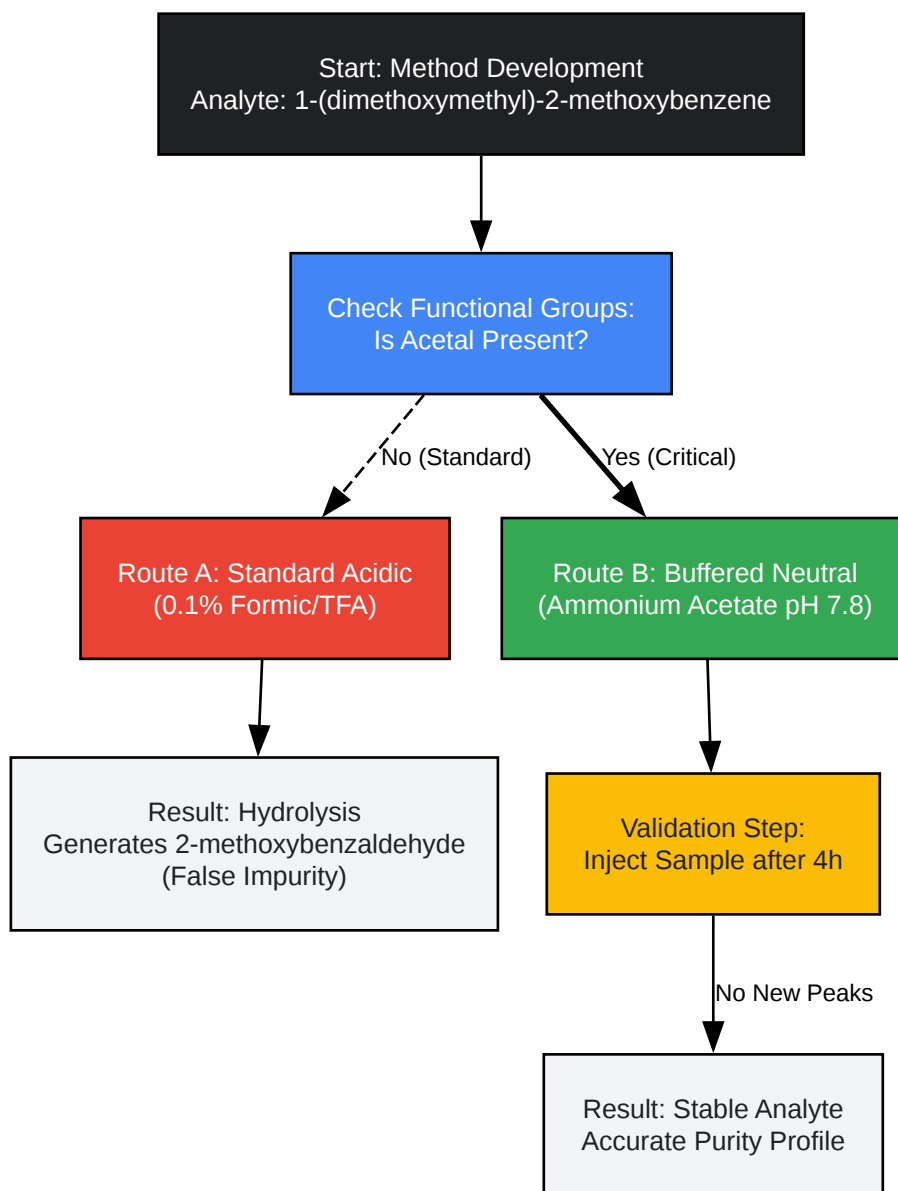 Start: Method Development
Analyte: 1-(dimethoxymethyl)-2-methoxybenzene
Check Functional Groups:
Is Acetal Present?
No (Standard)
Yes (Critical)
Route A: Standard Acidic
(0.1% Formic/TFA)
Route B: Buffered Neutral
(Ammonium Acetate pH 7.8)
Result: Hydrolysis
Generates 2-methoxybenzaldehyde
(False Impurity)
Validation Step:
Inject Sample after 4h
No New Peaks
Result: Stable Analyte
Accurate Purity Profile